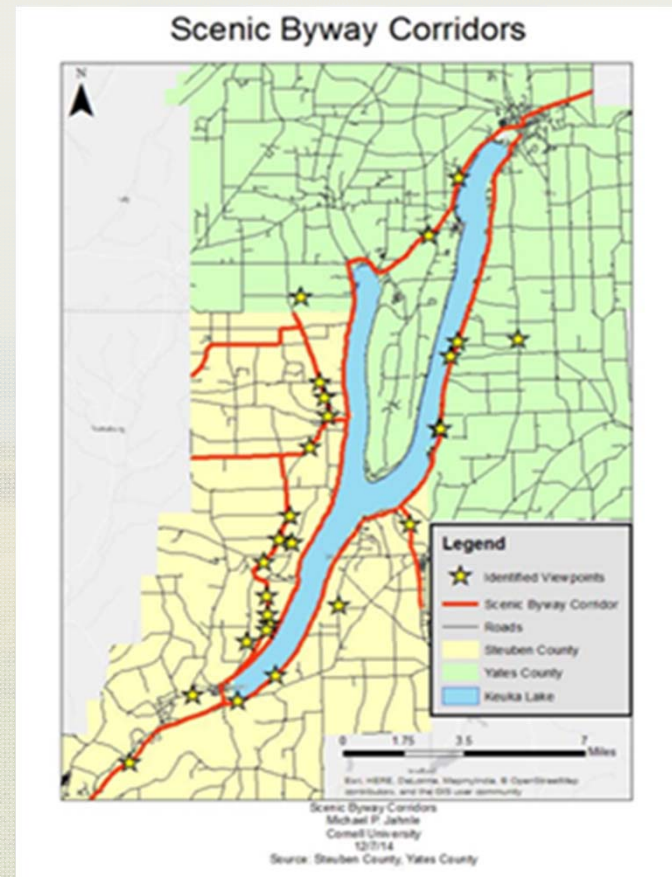 Scenic Byway Corridors
N
Legend
Identified Viewpoints
Scenic Byway Corridor
Roads
Steuben County
Yates County
Keuka Lake
0 1.75 3.5 7
Miles
Esri, HERE, DeLorme, MapmyIndia, © OpenStreetMap
contributors, and the GIS user community
Scenic Byway Corridors
Michael P. Jahnle
Cornell University
12/7/14
Source: Steuben County, Yates County